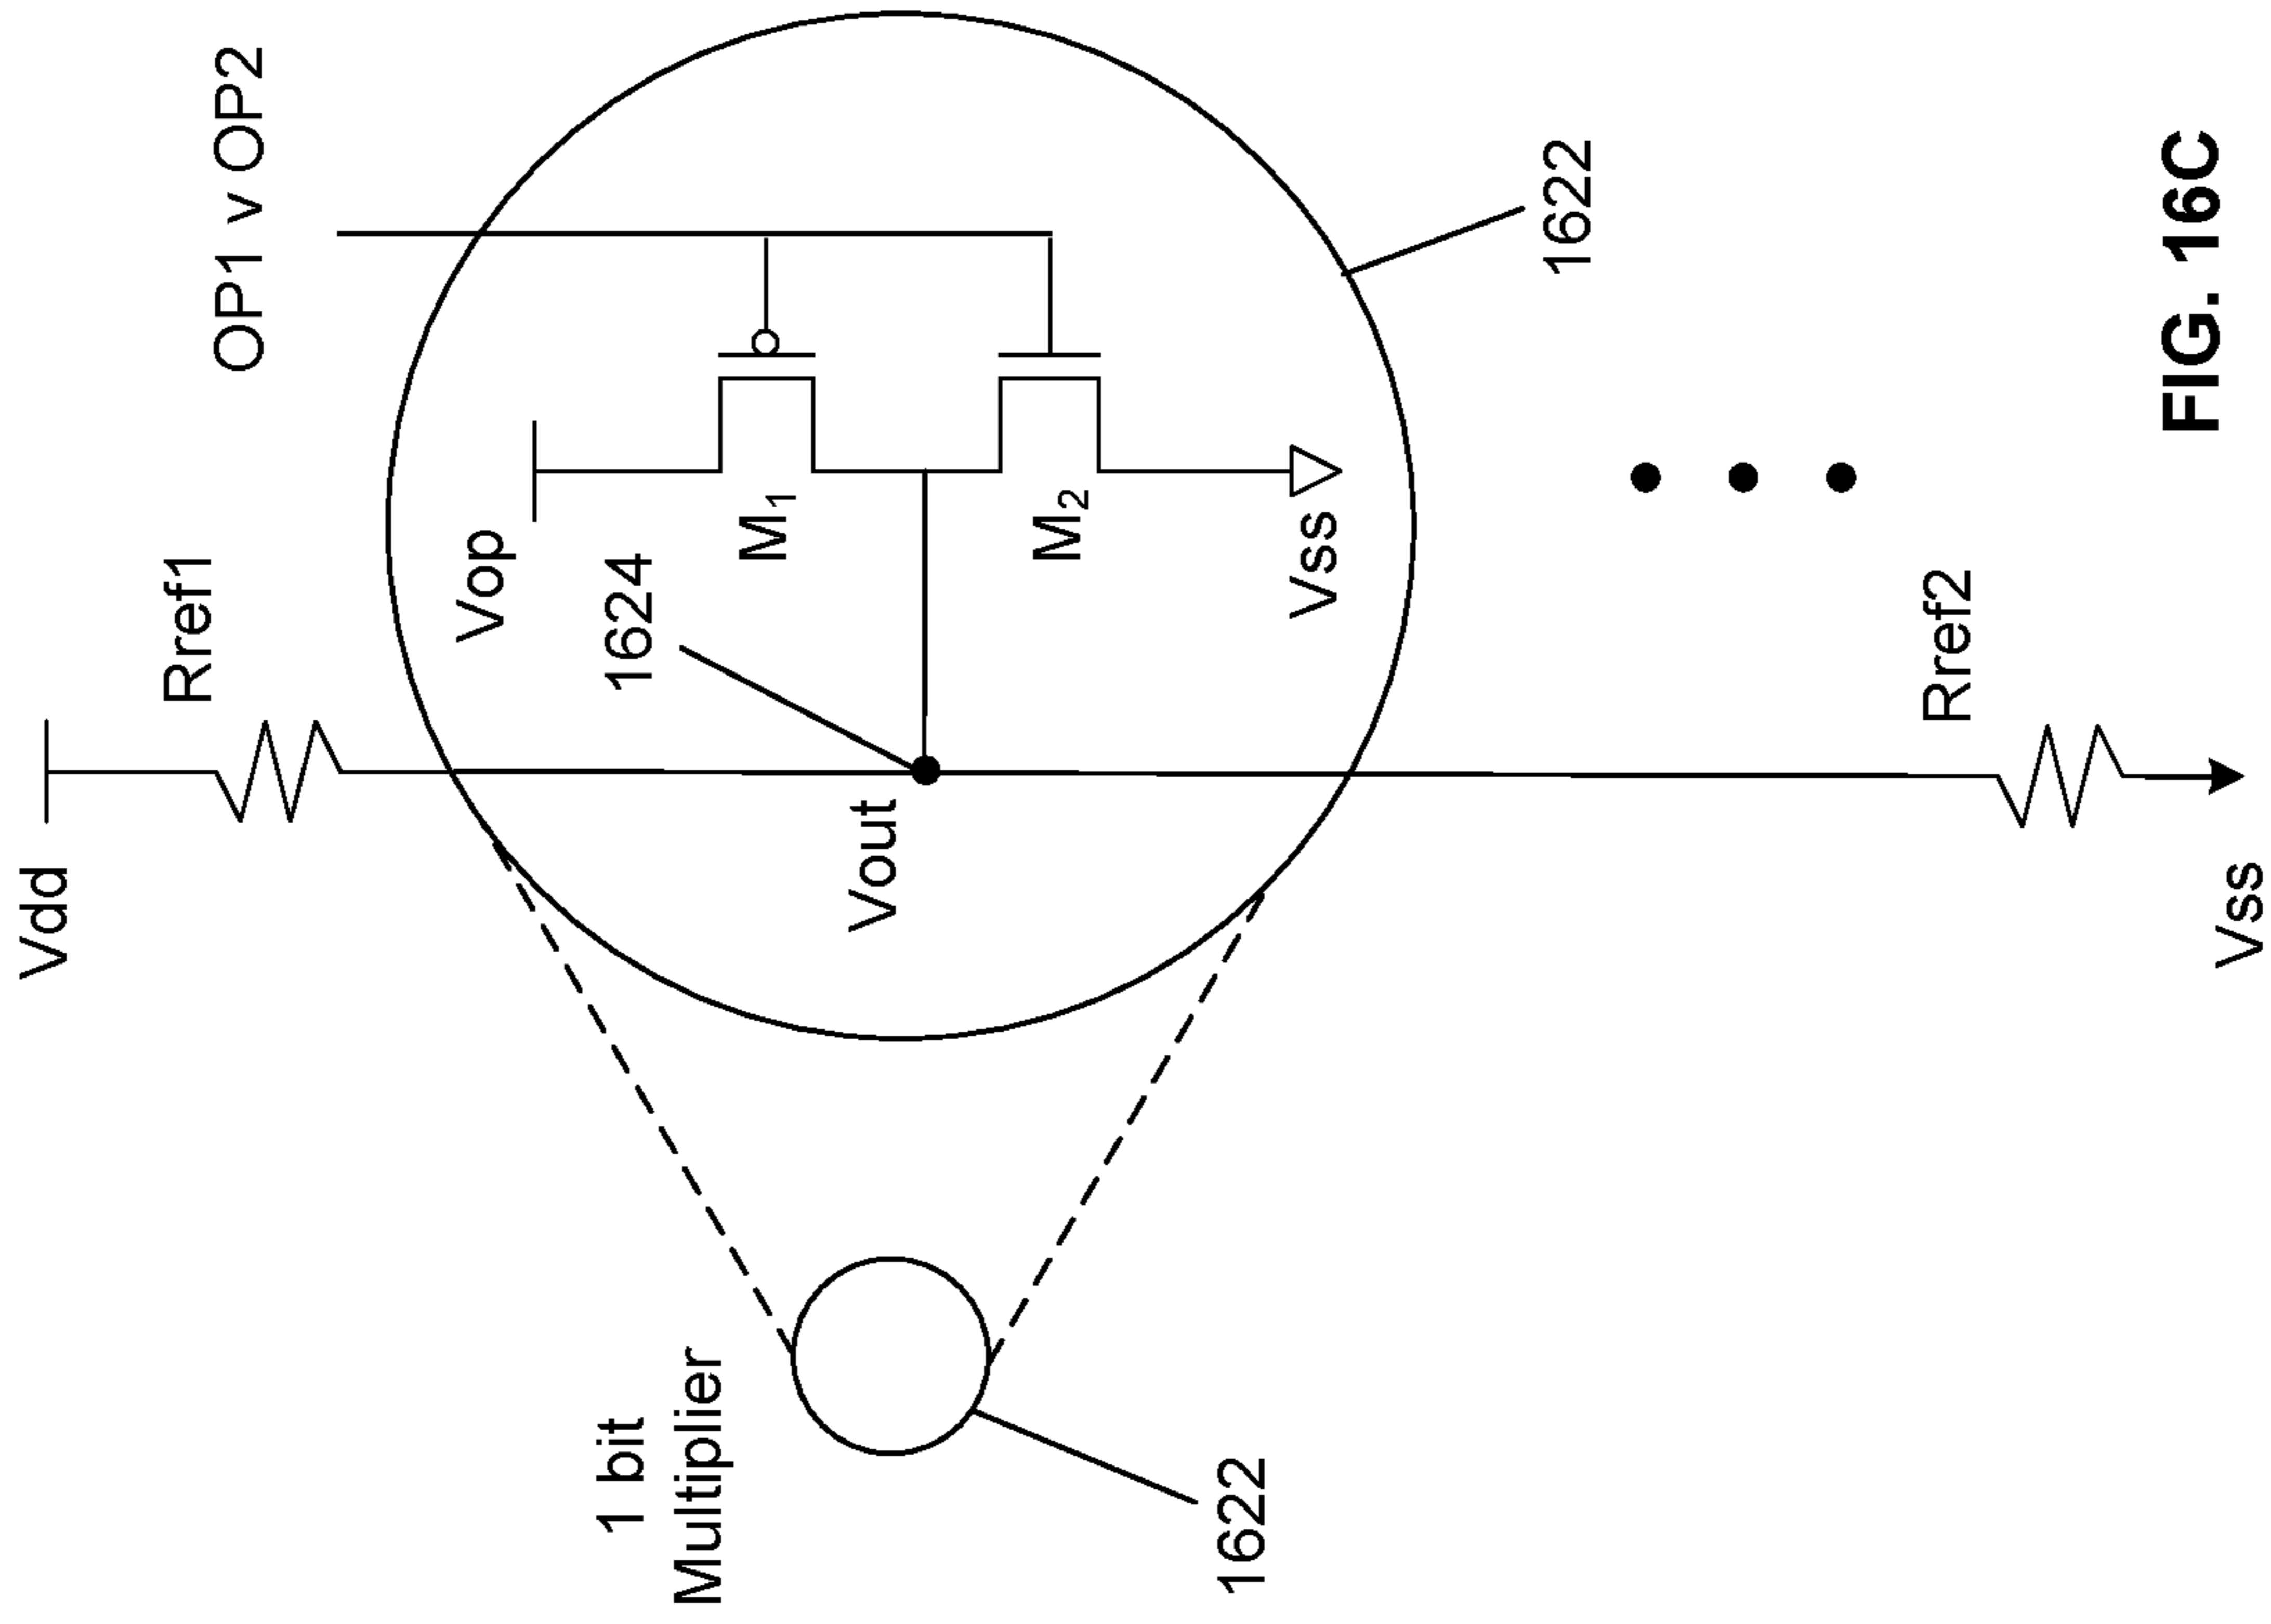 Vdd
Rref1
OP1 v OP2
1 bit
Multiplier
1622
Vout
1624
Vop
M1
M2
Vss
1622
Rref2
Vss
FIG. 16C